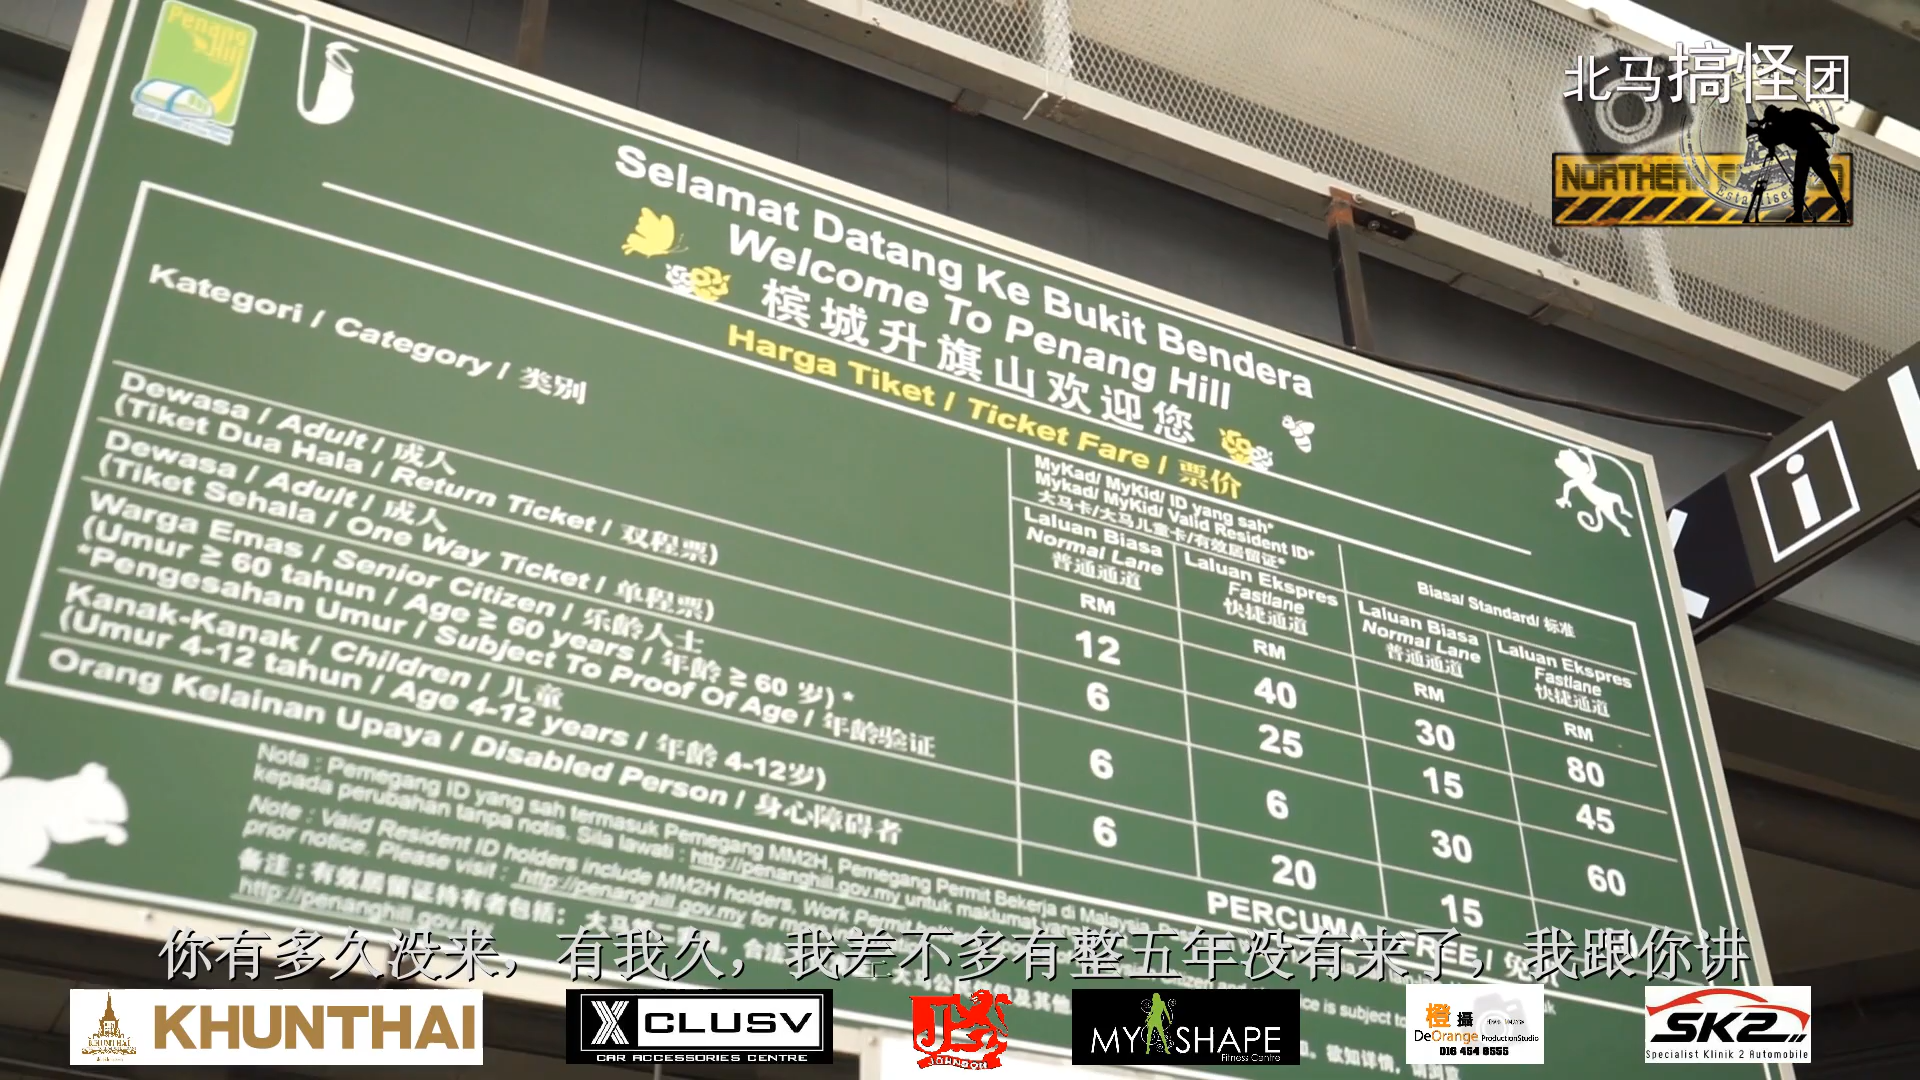 Penang Hill
北马搞怪团
Selamat Datang Ke Bukit Bendera
Welcome To Penang Hill
槟城升旗山欢迎您
Harga Tiket / Ticket Fare / 票价
Kategori / Category / 类别
MyKad/ MyKid/ ID yang sah*
Mykad/ MyKid/ Valid Resident ID*
大马卡/大马儿童卡/有效居留证*
Biasa/ Standard/ 标准
Laluan Biasa
Normal Lane
普通通道
Laluan Ekspres
Fastlane
快捷通道
Laluan Biasa
Normal Lane
普通通道
Laluan Ekspres
Fastlane
快捷通道
RM RM RM RM
Dewasa / Adult / 成人
(Tiket Dua Hala / Return Ticket / 双程票)
12 40 30 80
Dewasa / Adult / 成人
(Tiket Sehala / One Way Ticket / 单程票)
6 25 15 45
Warga Emas / Senior Citizen / 乐龄人士
(Umur ≥ 60 tahun / Age ≥ 60 years / 年龄 ≥ 60 岁) *
*Pengesahan Umur / Subject To Proof Of Age / 年龄验证
6 6 30 60
Kanak-Kanak / Children / 儿童
(Umur 4-12 tahun / Age 4-12 years / 年龄 4-12岁)
6 20 15
Orang Kelainan Upaya / Disabled Person / 身心障碍者
PERCUMA FREE / 免
Nota : Pemegang ID yang sah termasuk Pemegang MM2H, Pemegang Permit Bekerja di Malaysia
kepada perubahan tanpa notis. Sila lawati : http://penanghill.gov.my untuk maklumat
Note : Valid Resident ID holders include MM2H holders, Work Permit
prior notice. Please visit : http://penanghill.gov.my for more
备注：有效居留证持有者包括：大马第
http://penanghill.gov.my
你有多久没来，有我久，我差不多有整五年没有来了，我跟你讲
KHUNTHAI
KHUNTHAI
XCLUSV
CAR ACCESSORIES CENTRE
JOHNSON
MY SHAPE
Fitness Centre
橙 摄
DeOrange ProductionStudio
016 454 8555
SK2
Specialist Klinik 2 Automobile